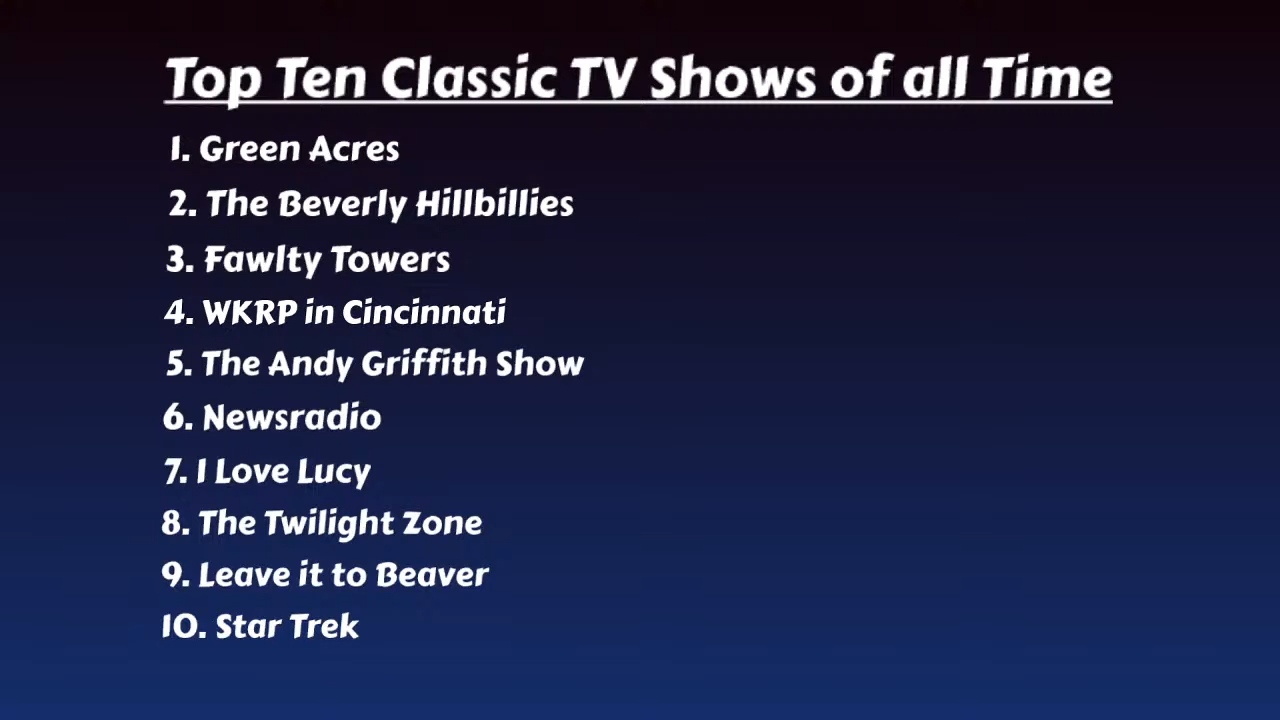 Top Ten Classic TV Shows of all Time
1. Green Acres
2. The Beverly Hillbillies
3. Fawlty Towers
4. WKRP in Cincinnati
5. The Andy Griffith Show
6. Newsradio
7. I Love Lucy
8. The Twilight Zone
9. Leave it to Beaver
10. Star Trek